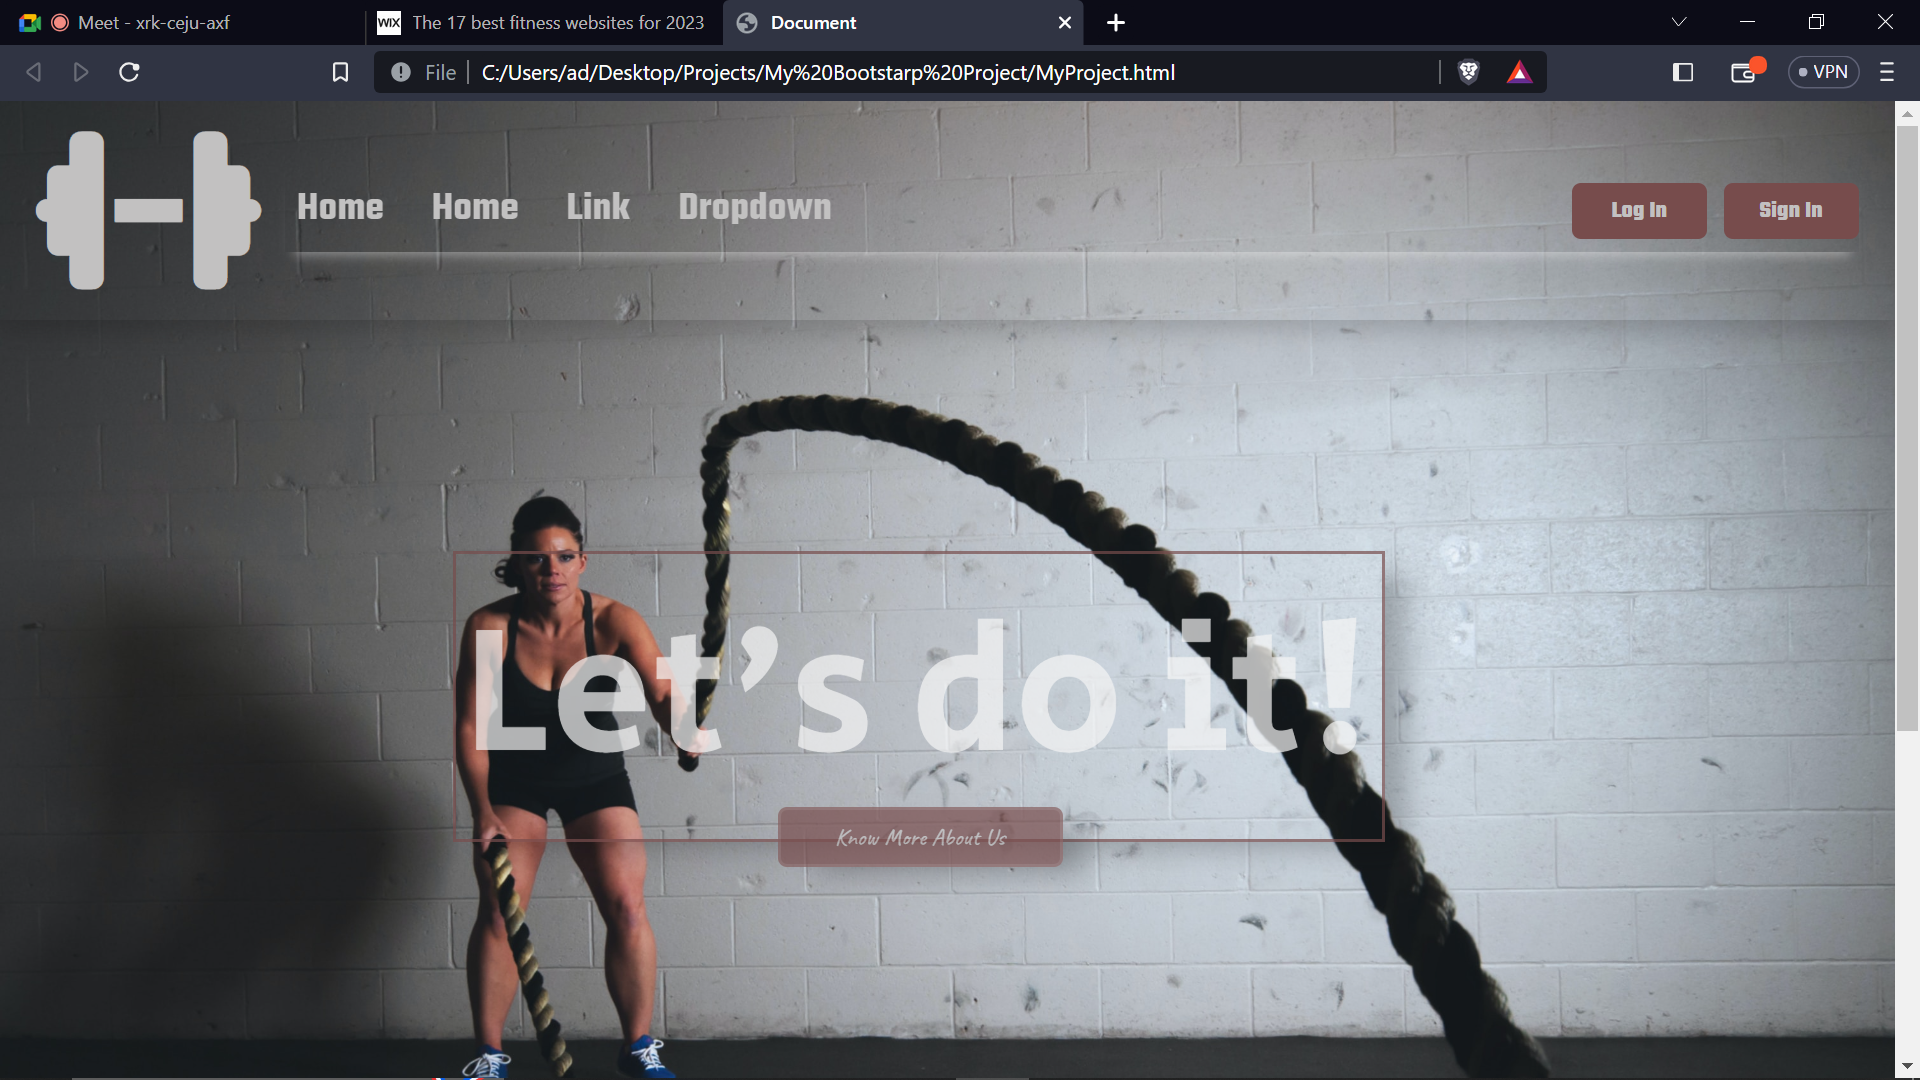 Meet - xrk-ceju-axf
WIX The 17 best fitness websites for 2023
Document
File C:/Users/ad/Desktop/Projects/My%20Bootstarp%20Project/MyProject.html
VPN
Home Home Link Dropdown
Log In Sign In
Let's do it!
Know More About Us